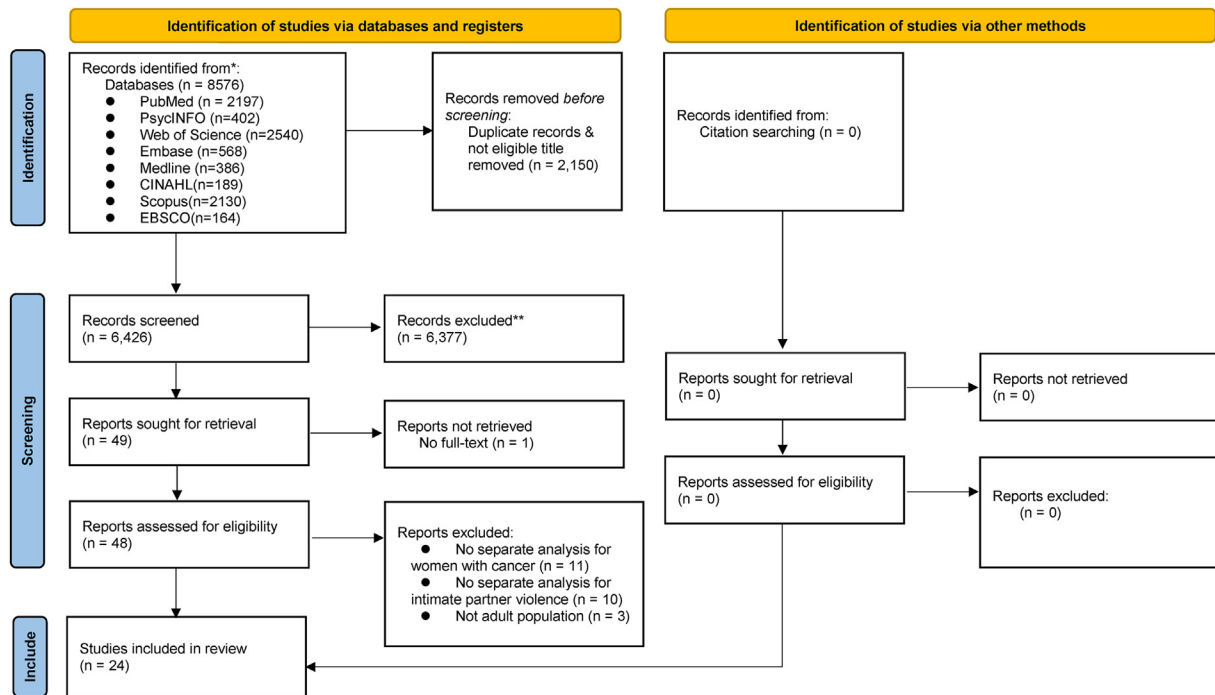 Identification of studies via databases and registers
Identification of studies via other methods
Identification
Records identified from*:
Databases (n = 8576)
● PubMed (n = 2197)
● PsycINFO (n=402)
● Web of Science (n=2540)
● Embase (n=568)
● Medline (n=386)
● CINAHL(n=189)
● Scopus(n=2130)
● EBSCO(n=164)
Records removed before
screening:
Duplicate records &
not eligible title
removed (n = 2,150)
Records identified from:
Citation searching (n = 0)
Screening
Records screened
(n = 6,426)
Records excluded**
(n = 6,377)
Reports sought for retrieval
(n = 49)
Reports not retrieved
No full-text (n = 1)
Reports sought for retrieval
(n = 0)
Reports not retrieved
(n = 0)
Reports assessed for eligibility
(n = 48)
Reports excluded:
● No separate analysis for
women with cancer (n = 11)
● No separate analysis for
intimate partner violence (n = 10)
● Not adult population (n = 3)
Reports assessed for eligibility
(n = 0)
Reports excluded:
(n = 0)
Include
Studies included in review
(n = 24)